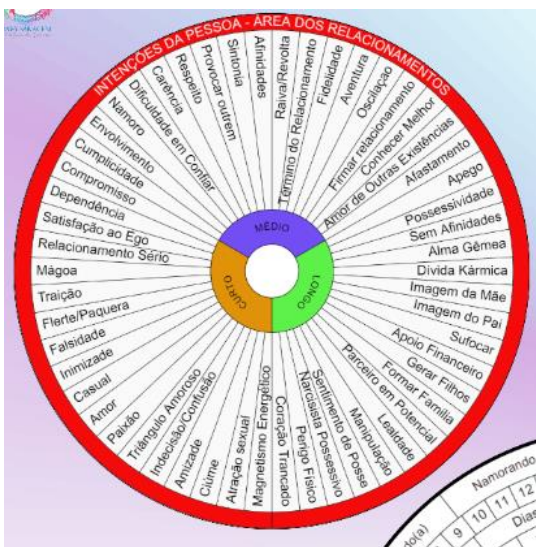 INTENÇÕES DA PESSOA - ÁREA DOS RELACIONAMENTOS
Raiva/Revolta
Término do Relacionamento
Fidelidade
Aventura
Oscilação
Firmar relacionamento
Conhecer Melhor
Amor de Outras Existências
Afastamento
Apego
Possessividade
Sem Afinidades
Alma Gêmea
Dívida Kármica
Imagem da Mãe
Imagem do Pai
Sufocar
Apoio Financeiro
Gerar Filhos
Formar Família
Parceiro em Potencial
Lealdade
Manipulação
Sentimento de Posse
Narcisista Possessivo
Perigo Físico
Coração Trancado
Magnetismo Energético
Atração sexual
Ciúme
Amizade
Indecisão/Confusão
Triângulo Amoroso
Paixão
Amor
Casual
Inimizade
Falsidade
Flerte/Paquera
Traição
Mágoa
Relacionamento Sério
Satisfação ao Ego
Dependência
Compromisso
Cumplicidade
Envolvimento
Namoro
Dificuldade em Confiar
Carência
Respeito
Provocar outrem
Sintonia
Afinidades
MÉDIO
LONGO
CURTO
Namorando
9 10 11 12
Dias